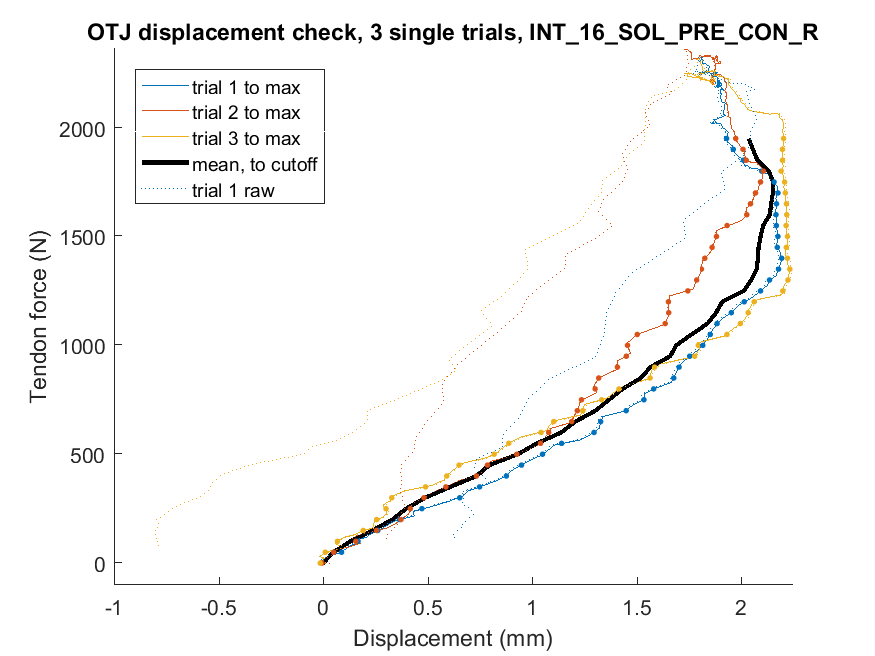 OTJ displacement check, 3 single trials, INT_16_SOL_PRE_CON_R
trial 1 to max
trial 2 to max
trial 3 to max
mean, to cutoff
trial 1 raw
Tendon force (N)
2000
1500
1000
500
0
-1 -0.5 0 0.5 1 1.5 2
Displacement (mm)